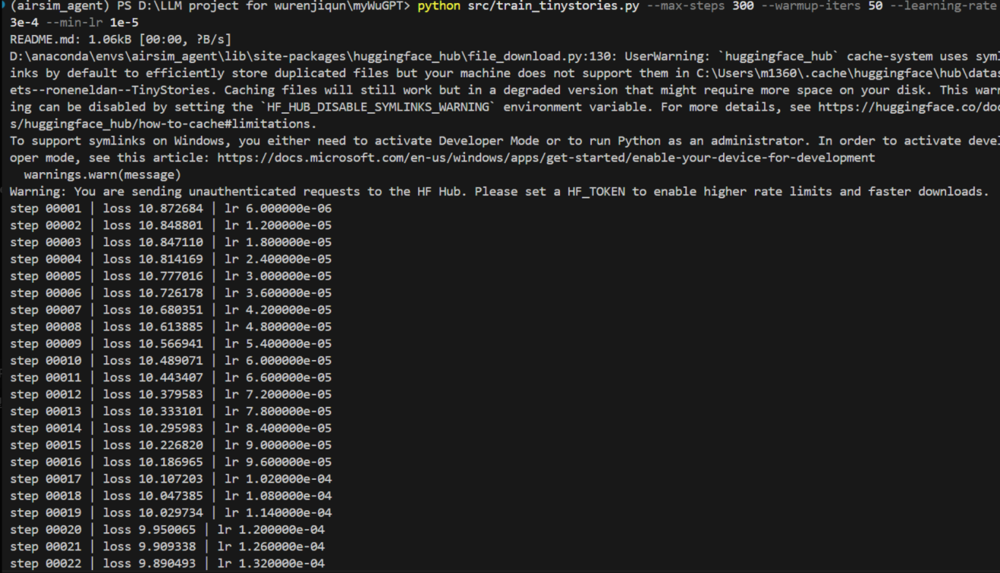 (airsim_agent) PS D:\LLM project for wurenjiqun\myWuGPT> python src/train_tinystories.py --max-steps 300 --warmup-iters 50 --learning-rate
3e-4 --min-lr 1e-5
README.md: 1.06kB [00:00, ?B/s]
D:\anaconda\envs\airsim_agent\lib\site-packages\huggingface_hub\file_download.py:130: UserWarning: `huggingface_hub` cache-system uses syml
inks by default to efficiently store duplicated files but your machine does not support them in C:\Users\m1360\.cache\huggingface\hub\datas
ets--roneneldan--TinyStories. Caching files will still work but in a degraded version that might require more space on your disk. This warn
ing can be disabled by setting the `HF_HUB_DISABLE_SYMLINKS_WARNING` environment variable. For more details, see https://huggingface.co/doc
s/huggingface_hub/how-to-cache#limitations.
To support symlinks on Windows, you either need to activate Developer Mode or to run Python as an administrator. In order to activate devel
oper mode, see this article: https://docs.microsoft.com/en-us/windows/apps/get-started/enable-your-device-for-development
  warnings.warn(message)
Warning: You are sending unauthenticated requests to the HF Hub. Please set a HF_TOKEN to enable higher rate limits and faster downloads.
step 00001 | loss 10.872684 | lr 6.000000e-06
step 00002 | loss 10.848801 | lr 1.200000e-05
step 00003 | loss 10.847110 | lr 1.800000e-05
step 00004 | loss 10.814169 | lr 2.400000e-05
step 00005 | loss 10.777016 | lr 3.000000e-05
step 00006 | loss 10.726178 | lr 3.600000e-05
step 00007 | loss 10.680351 | lr 4.200000e-05
step 00008 | loss 10.613885 | lr 4.800000e-05
step 00009 | loss 10.566941 | lr 5.400000e-05
step 00010 | loss 10.489071 | lr 6.000000e-05
step 00011 | loss 10.443407 | lr 6.600000e-05
step 00012 | loss 10.379583 | lr 7.200000e-05
step 00013 | loss 10.333101 | lr 7.800000e-05
step 00014 | loss 10.295983 | lr 8.400000e-05
step 00015 | loss 10.226820 | lr 9.000000e-05
step 00016 | loss 10.186965 | lr 9.600000e-05
step 00017 | loss 10.107203 | lr 1.020000e-04
step 00018 | loss 10.047385 | lr 1.080000e-04
step 00019 | loss 10.029734 | lr 1.140000e-04
step 00020 | loss 9.950065 | lr 1.200000e-04
step 00021 | loss 9.909338 | lr 1.260000e-04
step 00022 | loss 9.890493 | lr 1.320000e-04